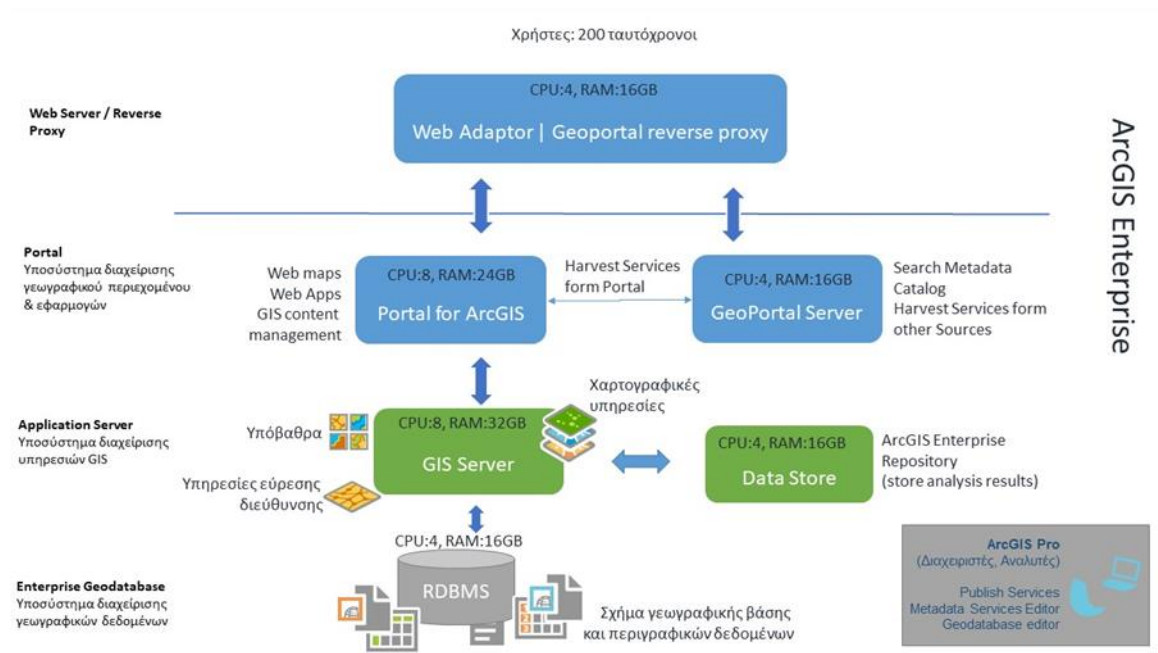 Χρήστες: 200 ταυτόχρονοι
CPU:4, RAM:16GB
Web Server / Reverse
Proxy
Web Adaptor | Geoportal reverse proxy
ArcGIS Enterprise
Portal
Υποσύστημα διαχείρισης
γεωγραφικού περιεχομένου
& εφαρμογών
Web maps
Web Apps
GIS content
management
CPU:8, RAM:24GB
Portal for ArcGIS
Harvest Services
form Portal
CPU:4, RAM:16GB
GeoPortal Server
Search Metadata
Catalog
Harvest Services form
other Sources
Application Server
Υποσύστημα διαχείρισης
υπηρεσιών GIS
Υπόβαθρα
Υπηρεσίες εύρεσης
διεύθυνσης
CPU:8, RAM:32GB
GIS Server
Χαρτογραφικές
υπηρεσίες
CPU:4, RAM:16GB
Data Store
ArcGIS Enterprise
Repository
(store analysis results)
Enterprise Geodatabase
Υποσύστημα διαχείρισης
γεωγραφικών δεδομένων
CPU:4, RAM:16GB
RDBMS
1
2
3
Σχήμα γεωγραφικής βάσης
και περιγραφικών δεδομένων
ArcGIS Pro
(Διαχειριστές, Αναλυτές)
Publish Services
Metadata Services Editor
Geodatabase editor